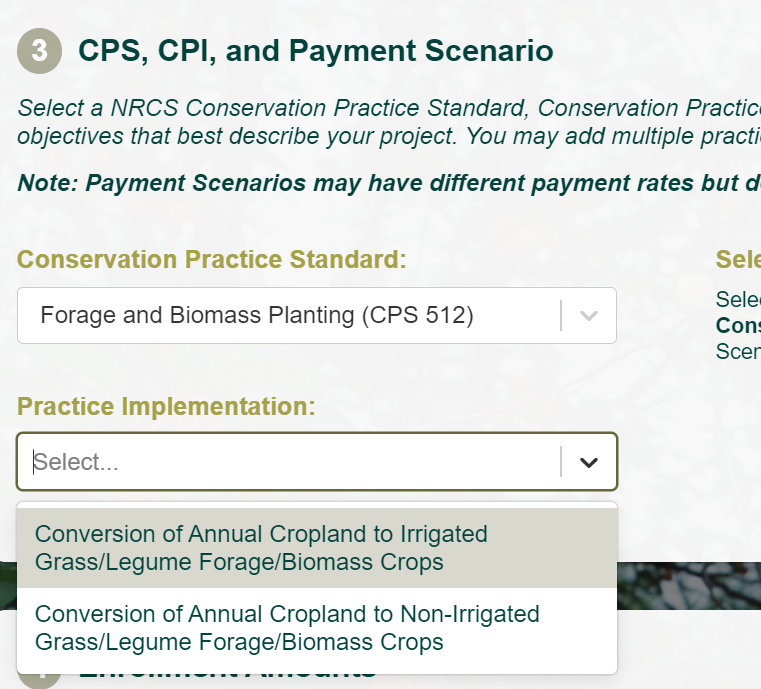 3 CPS, CPI, and Payment Scenario
Select a NRCS Conservation Practice Standard, Conservation Practice
objectives that best describe your project. You may add multiple practi
Note: Payment Scenarios may have different payment rates but d
Conservation Practice Standard:
Forage and Biomass Planting (CPS 512)
Sele
Selec
Cons
Scen
Practice Implementation:
Select...
Conversion of Annual Cropland to Irrigated
Grass/Legume Forage/Biomass Crops
Conversion of Annual Cropland to Non-Irrigated
Grass/Legume Forage/Biomass Crops
Enrollment Amounts